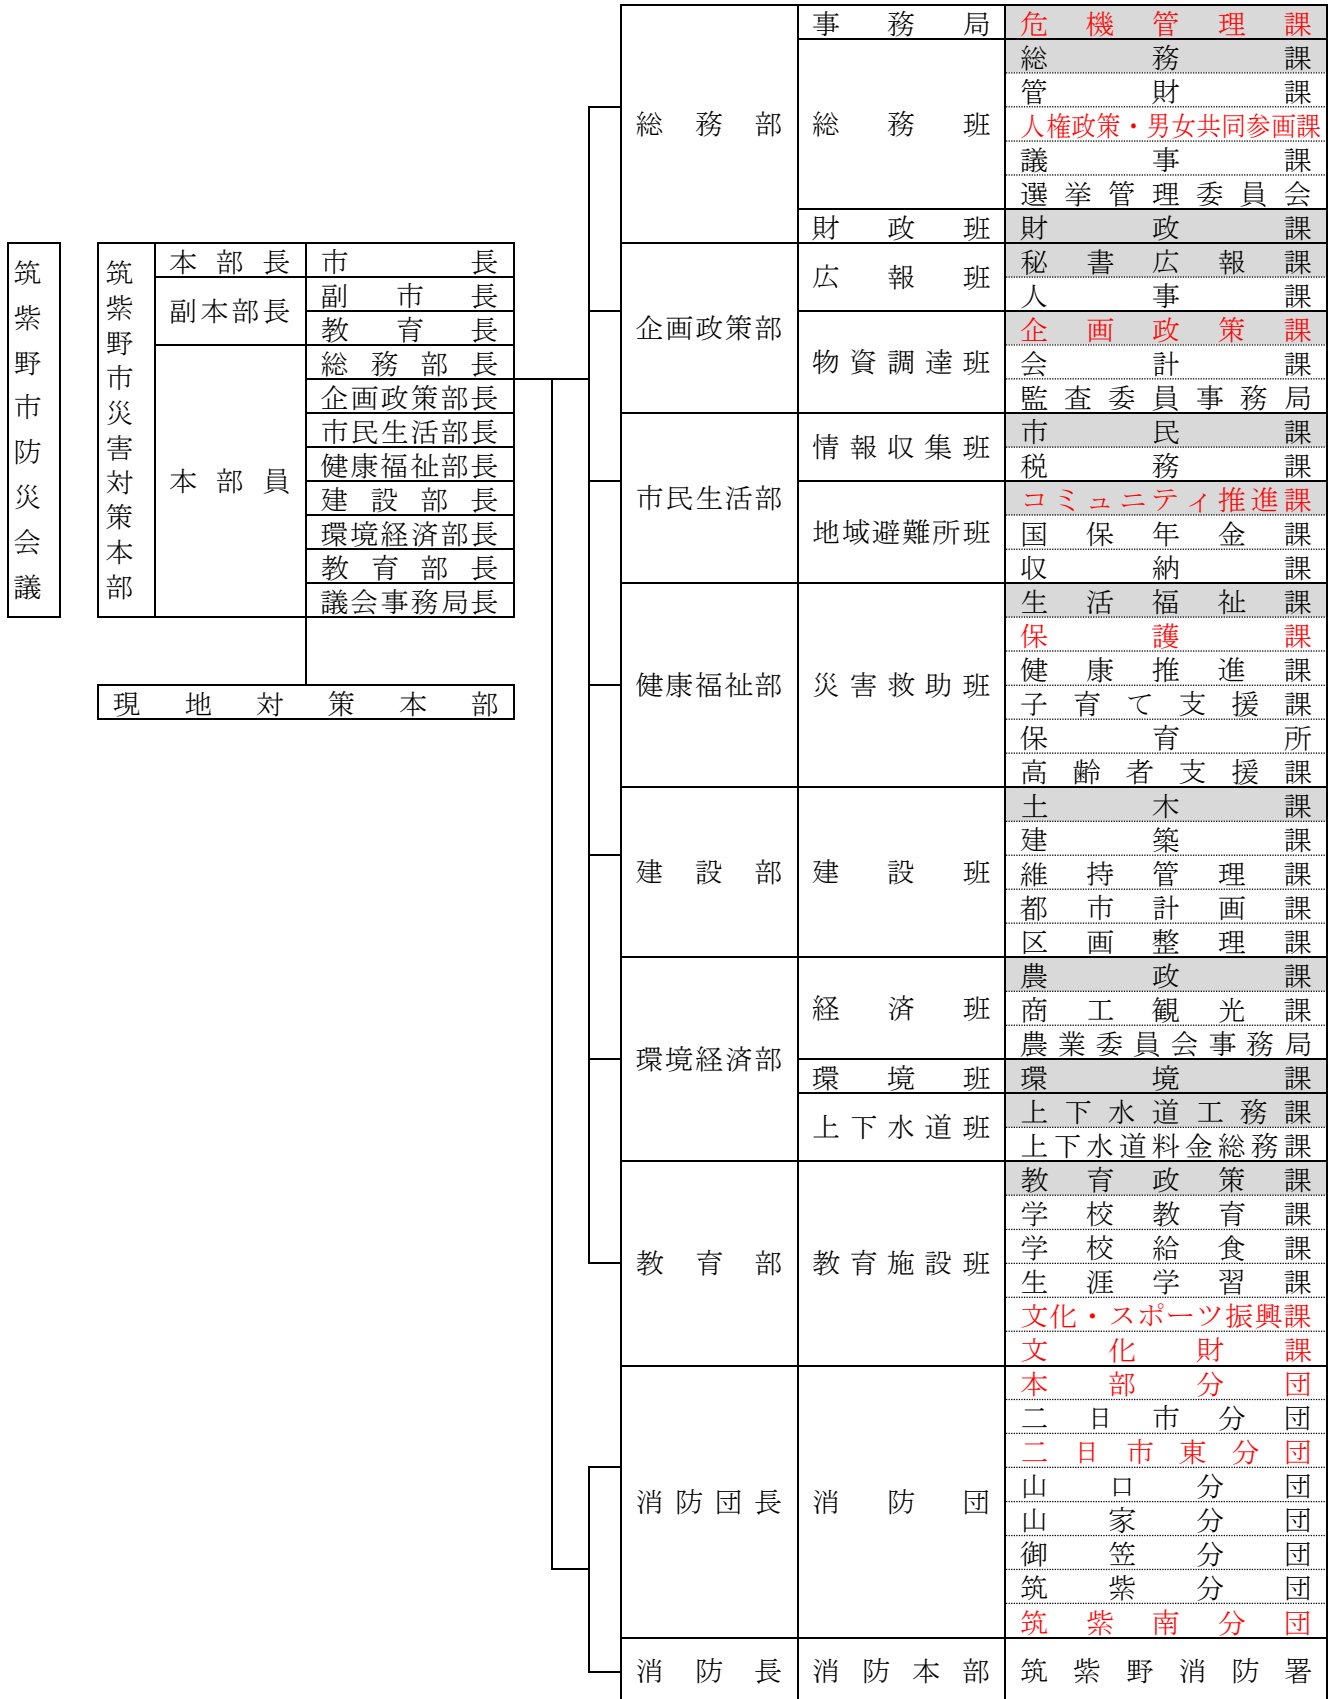 筑紫野市防災会議
筑紫野市災害対策本部
本部長
市長
副本部長
副市長
教育長
本部員
総務部長
企画政策部長
市民生活部長
健康福祉部長
建設部長
環境経済部長
教育部長
議会事務局長
現地対策本部
総務部
事務局
危機管理課
総務班
総務課
管財課
人権政策・男女共同参画課
議事課
選挙管理委員会
財政班
財政課
企画政策部
広報班
秘書広報課
人事課
物資調達班
企画政策課
会計課
監査委員事務局
市民生活部
情報収集班
市民課
税務課
地域避難所班
コミュニティ推進課
国保年金課
収納課
健康福祉部
災害救助班
生活福祉課
保護課
健康推進課
子育て支援課
保育所
高齢者支援課
建設部
建設班
土木課
建築課
維持管理課
都市計画課
区画整理課
環境経済部
経済班
農政課
商工観光課
農業委員会事務局
環境班
環境課
上下水道班
上下水道工務課
上下水道料金総務課
教育部
教育施設班
教育政策課
学校教育課
学校給食課
生涯学習課
文化・スポーツ振興課
文化財課
消防団長
消防団
本部分団
二日市分団
二日市東分団
山口分団
山家分団
御笠分団
筑紫分団
筑紫南分団
消防長
消防本部
筑紫野消防署